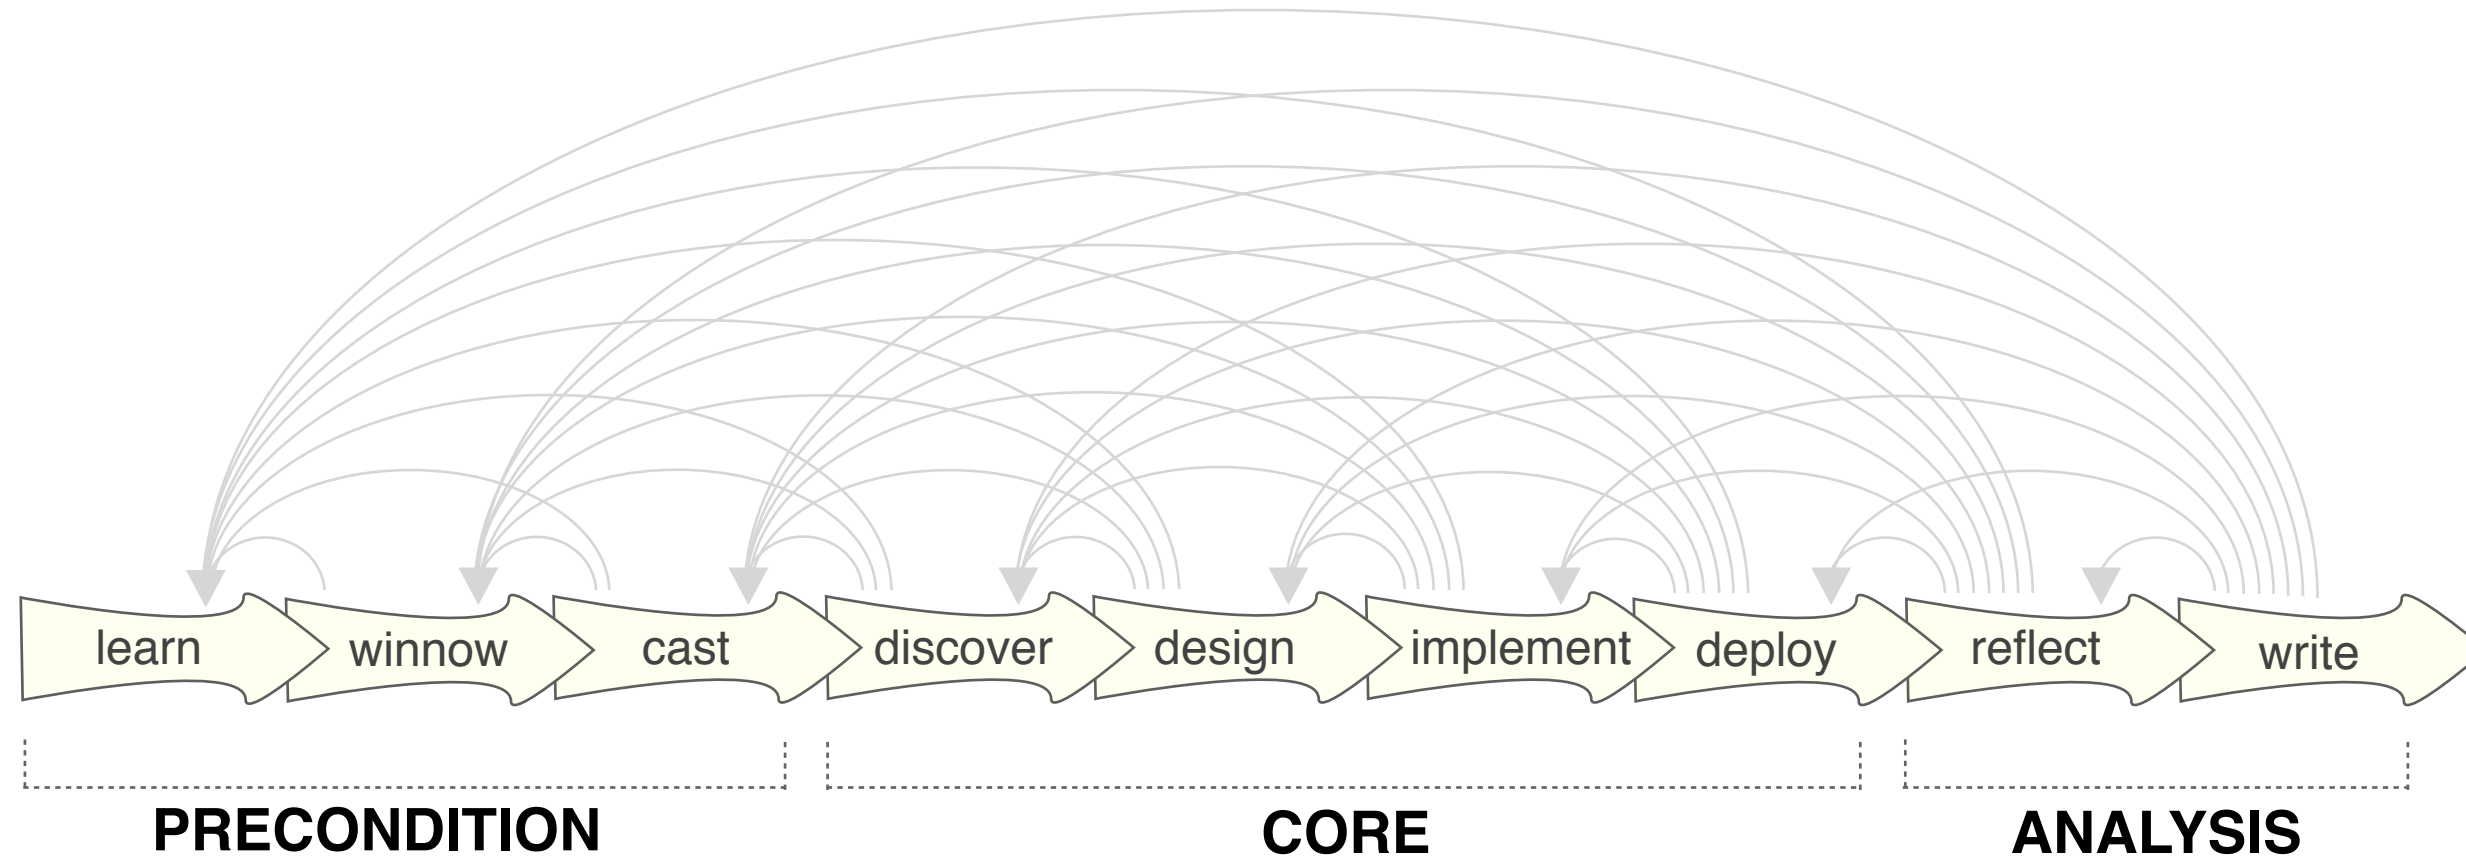 learn winnow cast discover design implement deploy reflect write
PRECONDITION CORE ANALYSIS